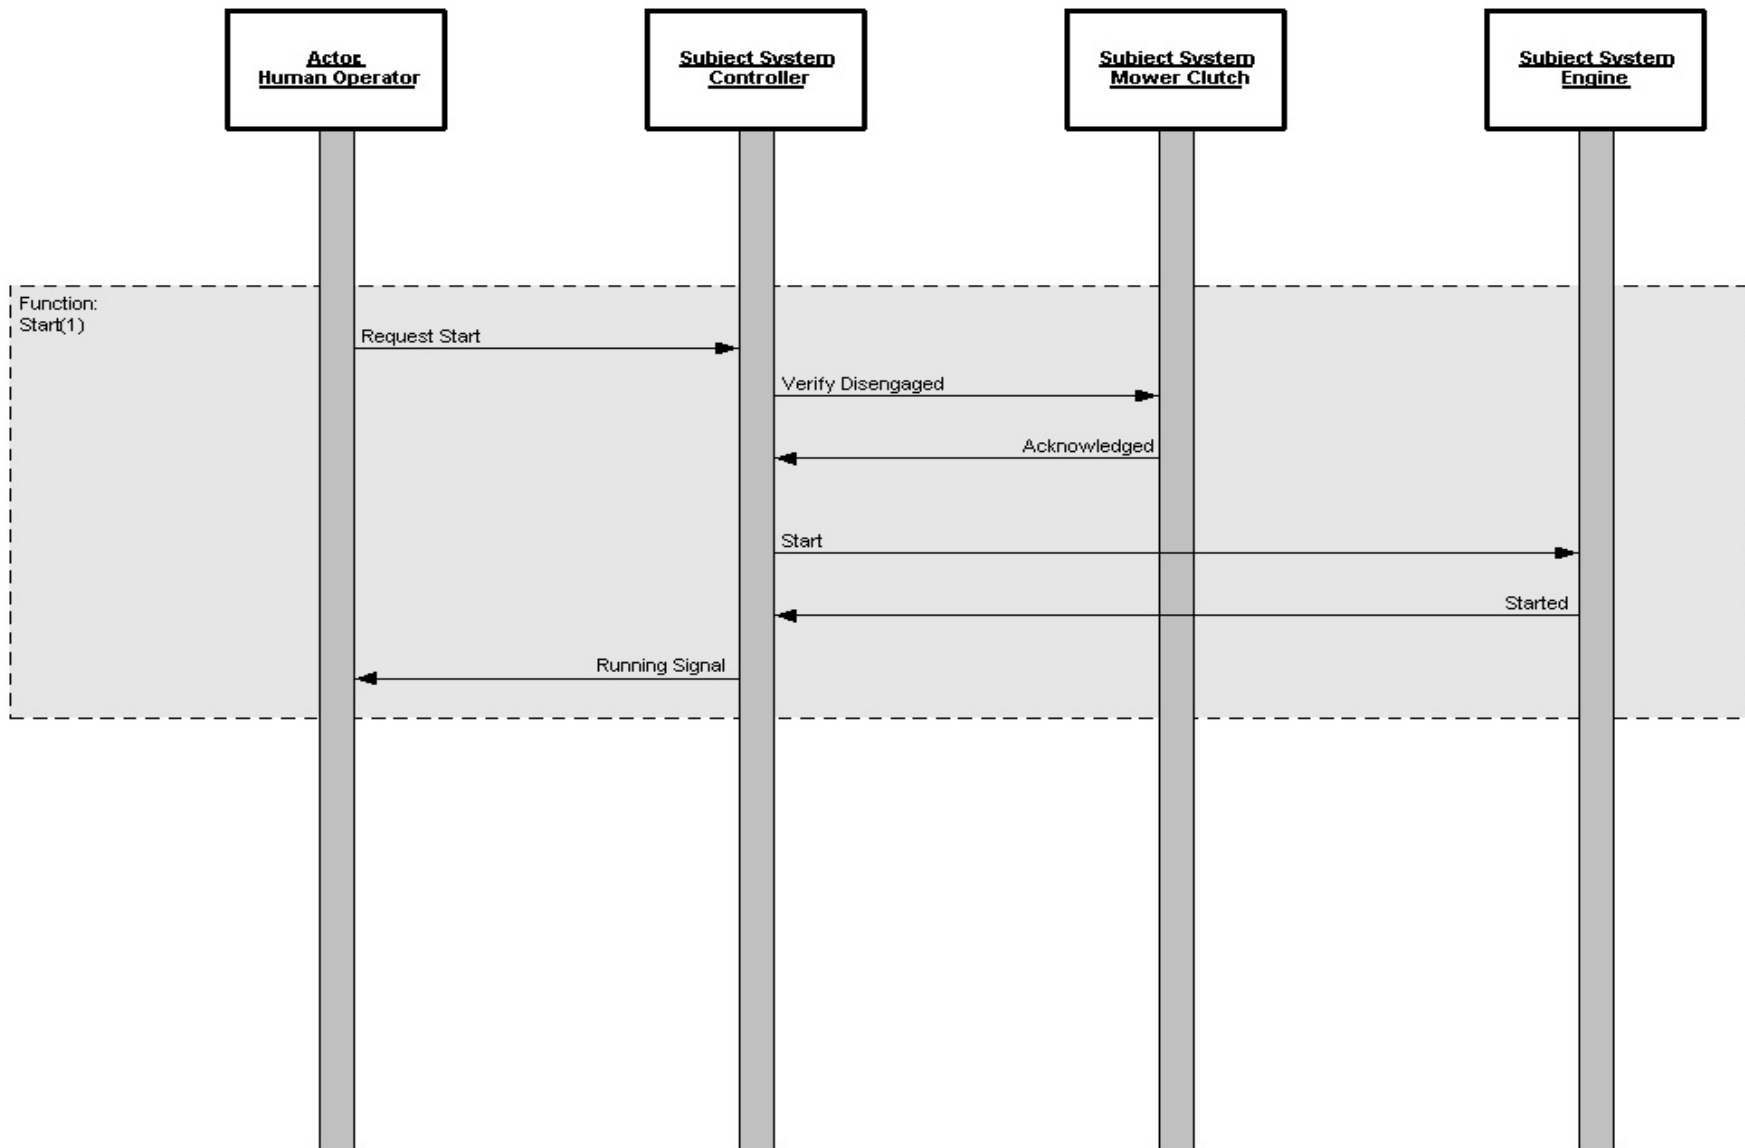 Actor
Human Operator
Subject System
Controller
Subject System
Mower Clutch
Subject System
Engine
Function:
Start(1)
Request Start
Verify Disengaged
Acknowledged
Start
Started
Running Signal